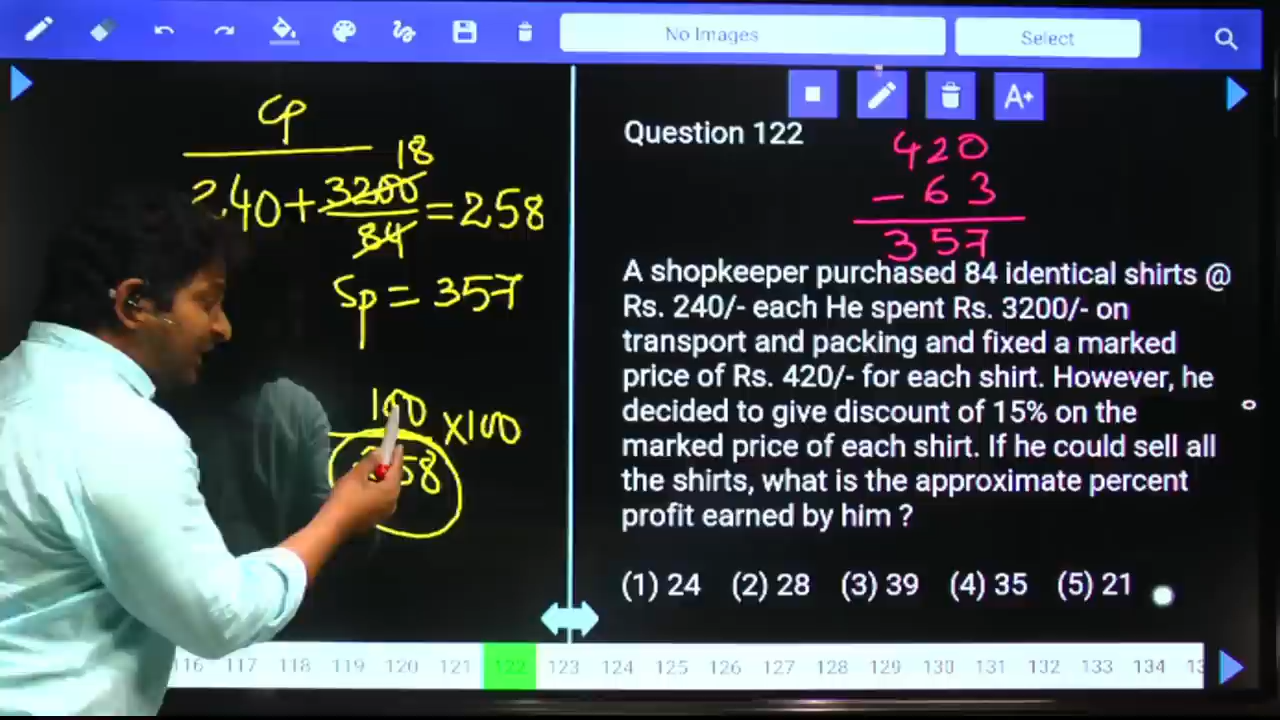 No Images
Select
A+
Cp
18
240+3200/84=258
Sp = 357
100
258
X100
Question 122
420
- 63
357
A shopkeeper purchased 84 identical shirts @
Rs. 240/- each He spent Rs. 3200/- on
transport and packing and fixed a marked
price of Rs. 420/- for each shirt. However, he
decided to give discount of 15% on the
marked price of each shirt. If he could sell all
the shirts, what is the approximate percent
profit earned by him ?
(1) 24 (2) 28 (3) 39 (4) 35 (5) 21
116 117 118 119 120 121 122 123 124 125 126 127 128 129 130 131 132 133 134